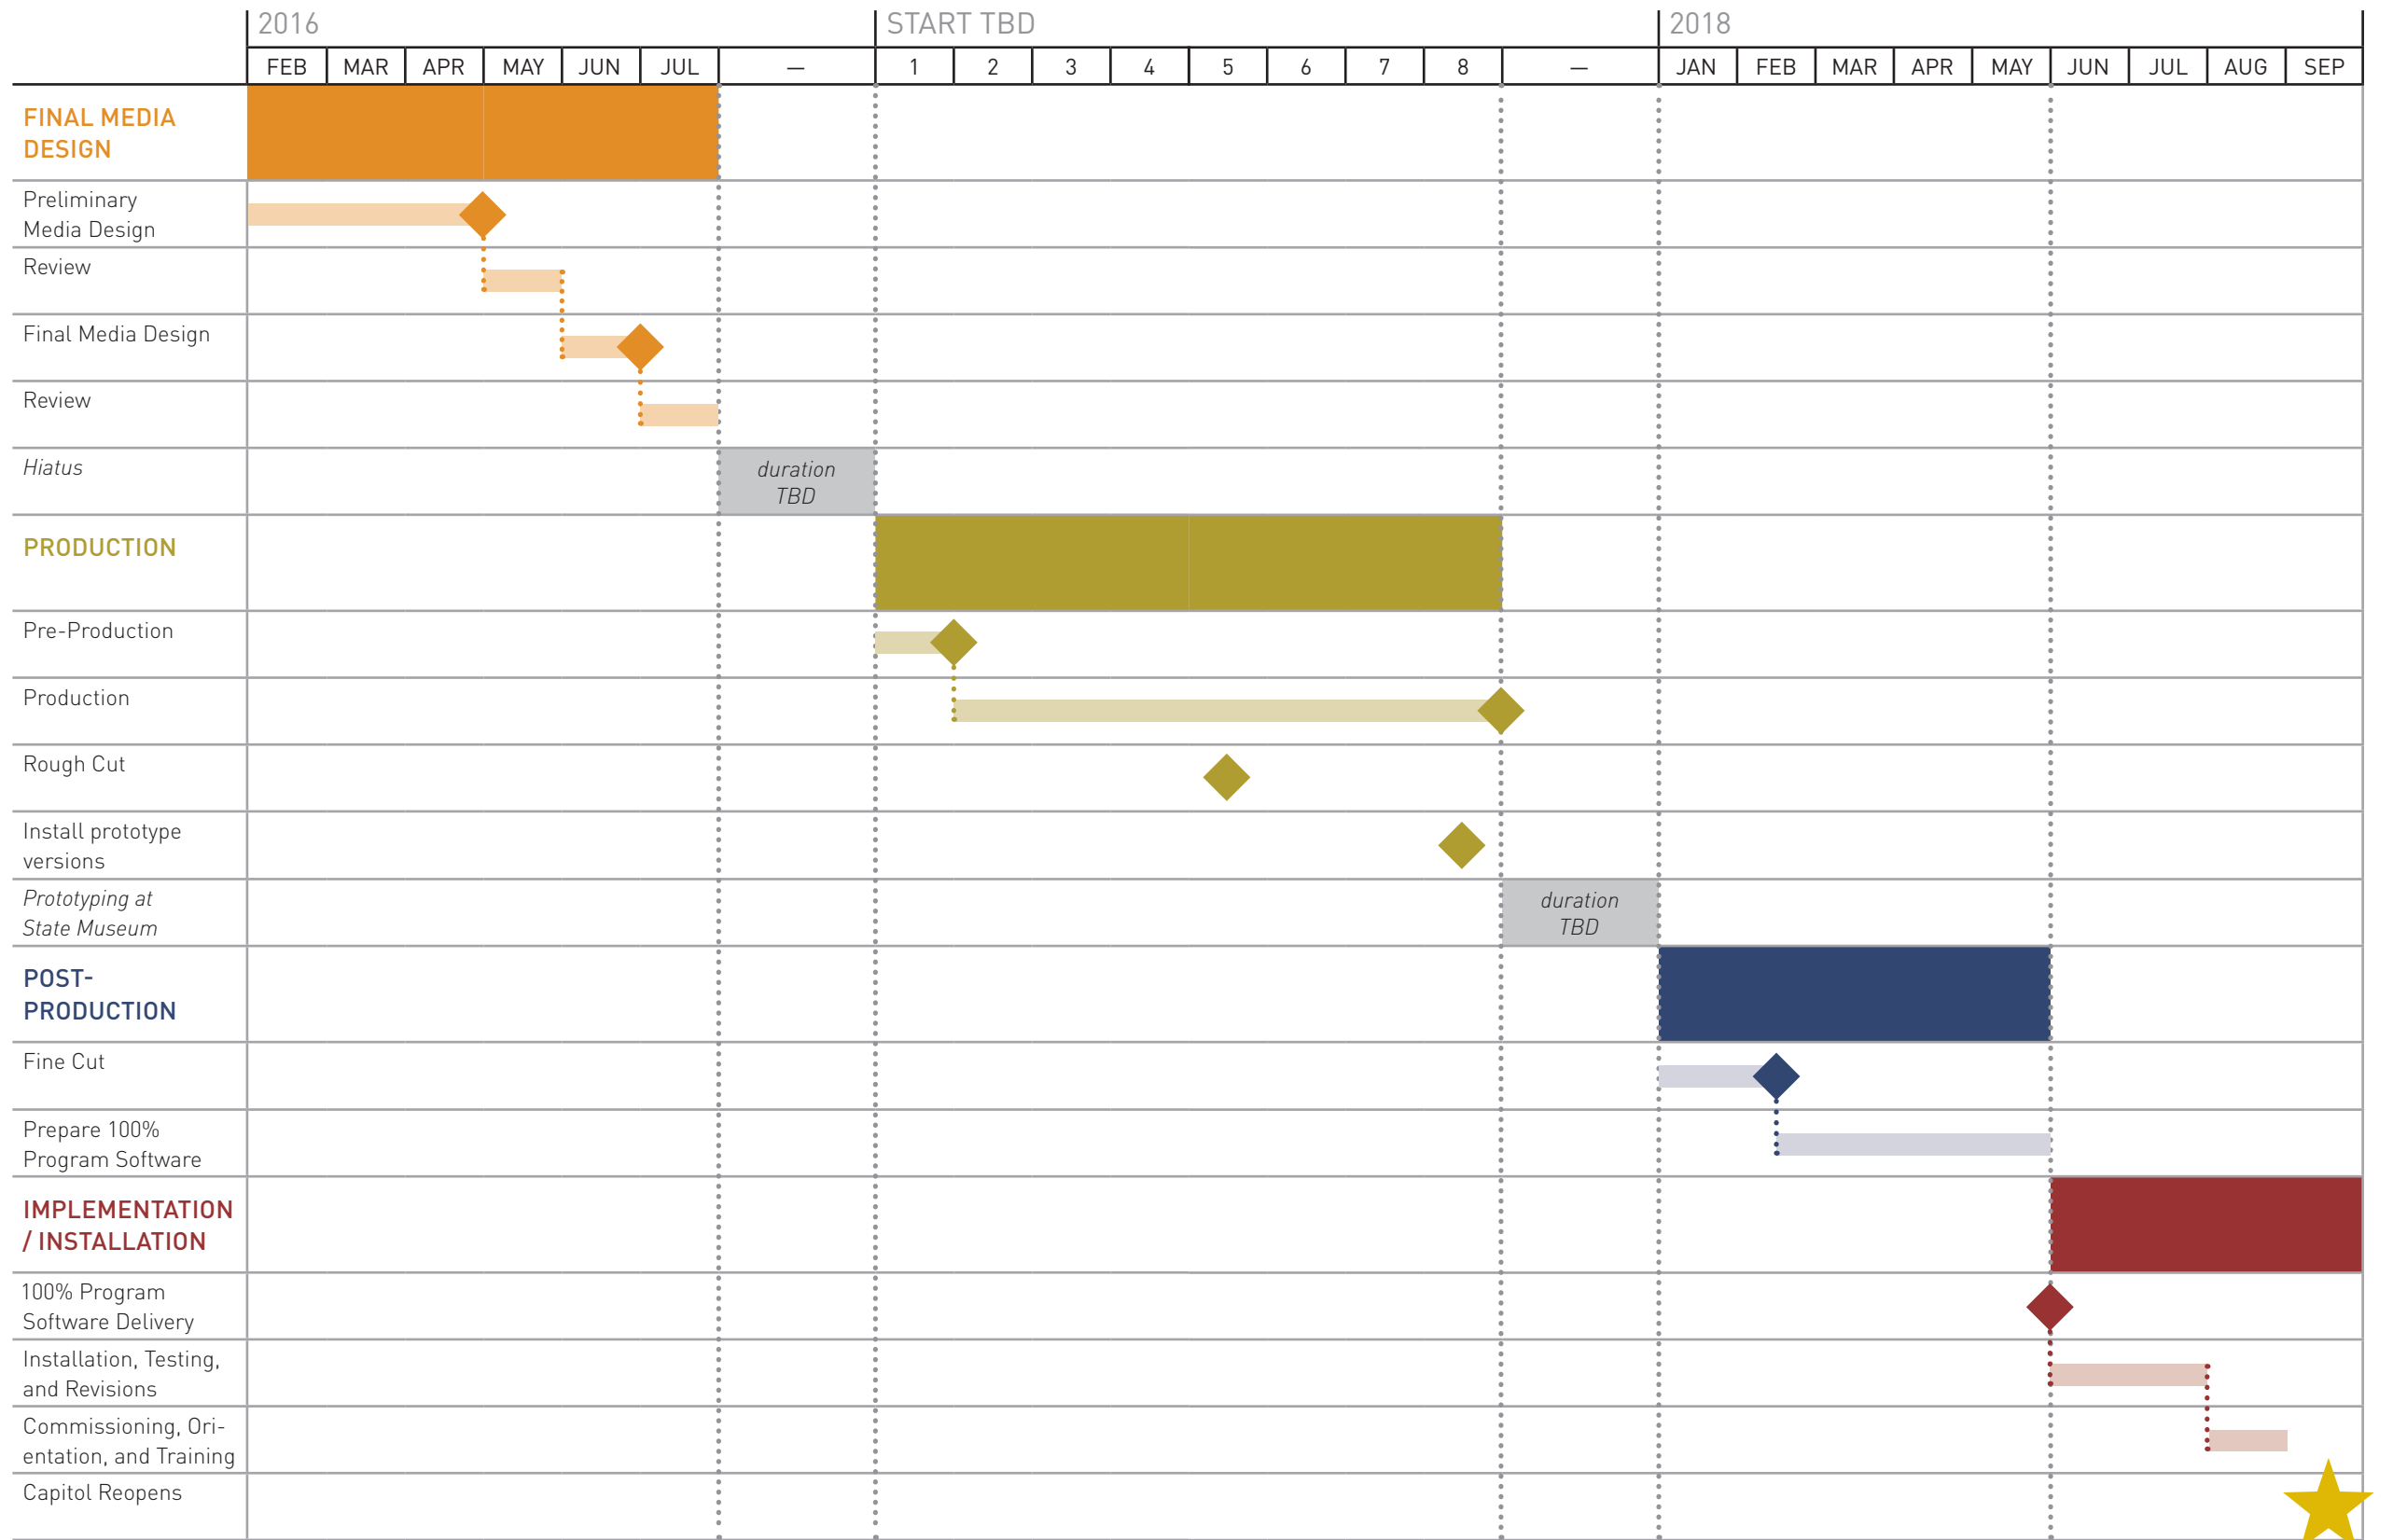 2016 START TBD 2018
FEB MAR APR MAY JUN JUL — 1 2 3 4 5 6 7 8 — JAN FEB MAR APR MAY JUN JUL AUG SEP
FINAL MEDIA
DESIGN
Preliminary
Media Design
Review
Final Media Design
Review
Hiatus
duration
TBD
PRODUCTION
Pre-Production
Production
Rough Cut
Install prototype
versions
Prototyping at
State Museum
duration
TBD
POST-
PRODUCTION
Fine Cut
Prepare 100%
Program Software
IMPLEMENTATION
/ INSTALLATION
100% Program
Software Delivery
Installation, Testing,
and Revisions
Commissioning, Ori-
entation, and Training
Capitol Reopens